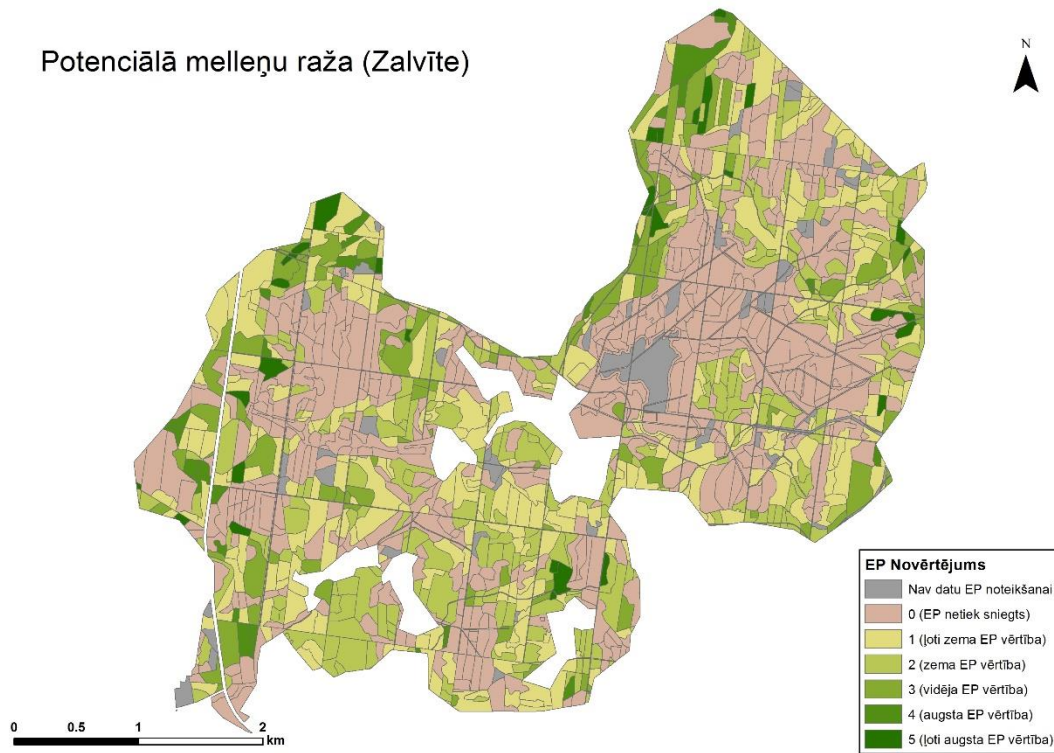 Potenciālā melleņu raža (Zalvīte)
N
EP Novērtējums
Nav datu EP noteikšanai
0 (EP netiek sniegts)
1 (ļoti zema EP vērtība)
2 (zema EP vērtība)
3 (vidēja EP vērtība)
4 (augsta EP vērtība)
5 (ļoti augsta EP vērtība)
0 0.5 1 2
km